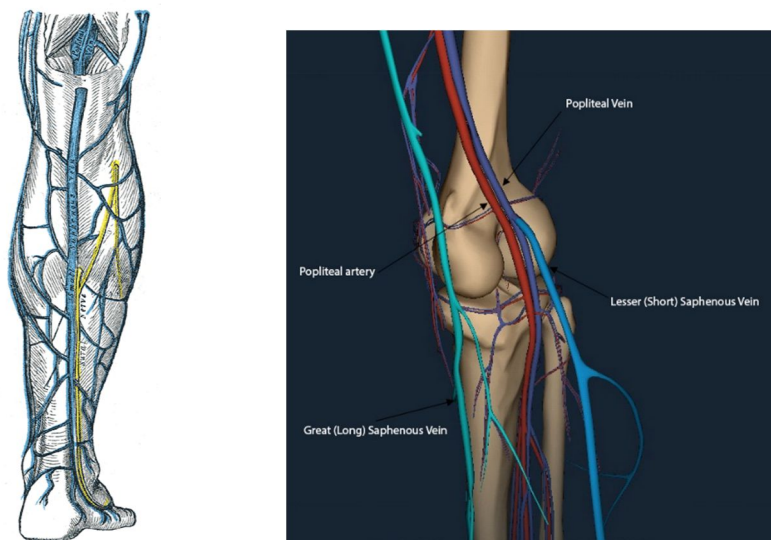 Popliteal Vein
Popliteal artery
Lesser (Short) Saphenous Vein
Great (Long) Saphenous Vein